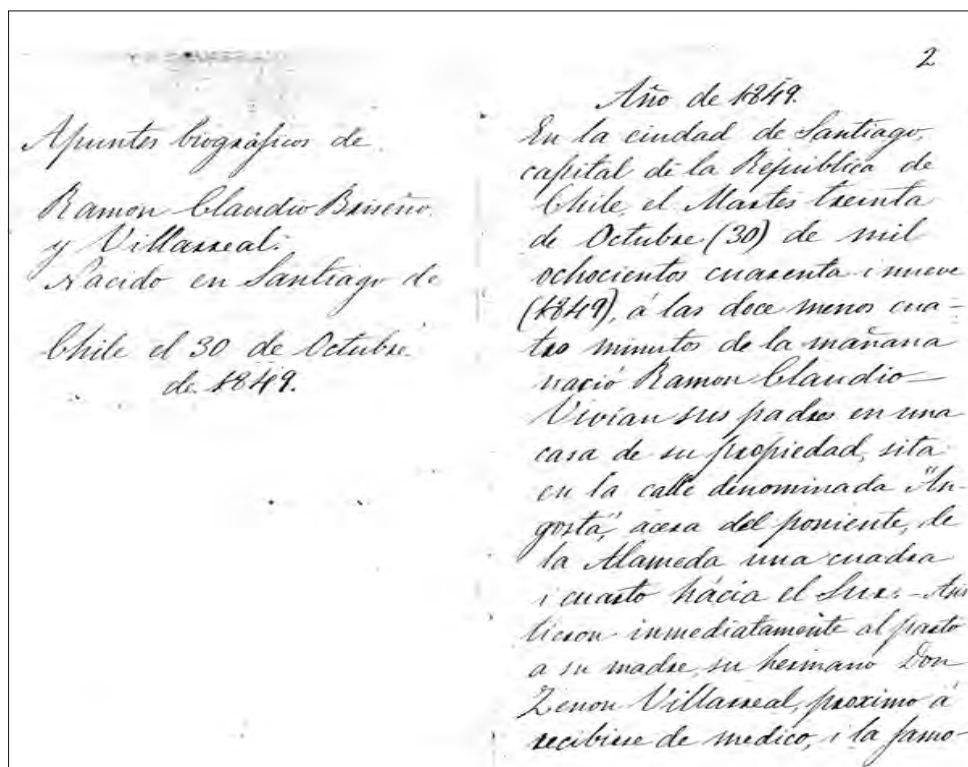 Apuntes biográficos de
Ramon Claudio Briseño
y Villarreal.
Nacido en Santiago de
Chile el 30 de Octubre
de 1849.
2
Año de 1849.
En la ciudad de Santiago,
capital de la República de
Chile, el Martes treinta
de Octubre (30) de mil
ochocientos cuarenta i nueve
(1849), á las doce menos cua-
tro minutos de la mañana
nació Ramon Claudio—
Vivian sus padres en una
casa de su propiedad, sita
en la calle denominada "An-
gosta", acera del poniente, de
la Alameda una cuadra
i cuarto hácia el Sur.- Asis
tieron inmediatamente al parto
a su madre, su hermano Don
Zenon Villarreal, proximo á
recibirse de medico, i la famo-